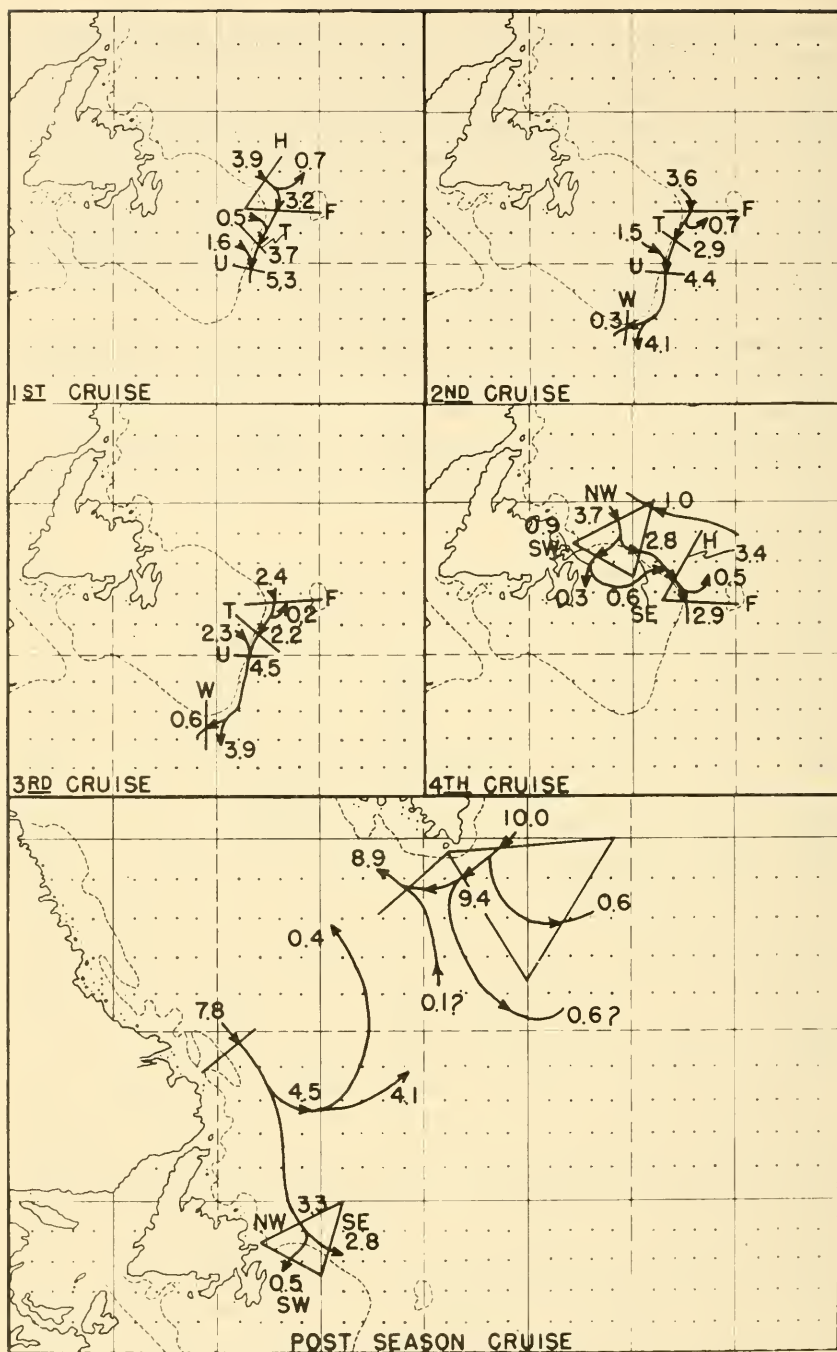 H
3.9
0.7
3.2
F
0.5
T
1.6
3.7
U
5.3
1ST CRUISE
3.6
F
T
0.7
1.5
2.9
U
4.4
W
0.3
4.1
2ND CRUISE
2.4
T
0.2
2.3
2.2
U
4.5
W
0.6
3.9
3RD CRUISE
NW
1.0
0.9
3.7
H
SW
2.8
3.4
0.5
0.3
0.6
F
SE
12.9
4TH CRUISE
10.0
8.9
9.4
0.6
0.4
0.1?
0.6?
7.8
4.5
4.1
3.3
NW
SE
2.8
0.5
SW
POST SEASON CRUISE